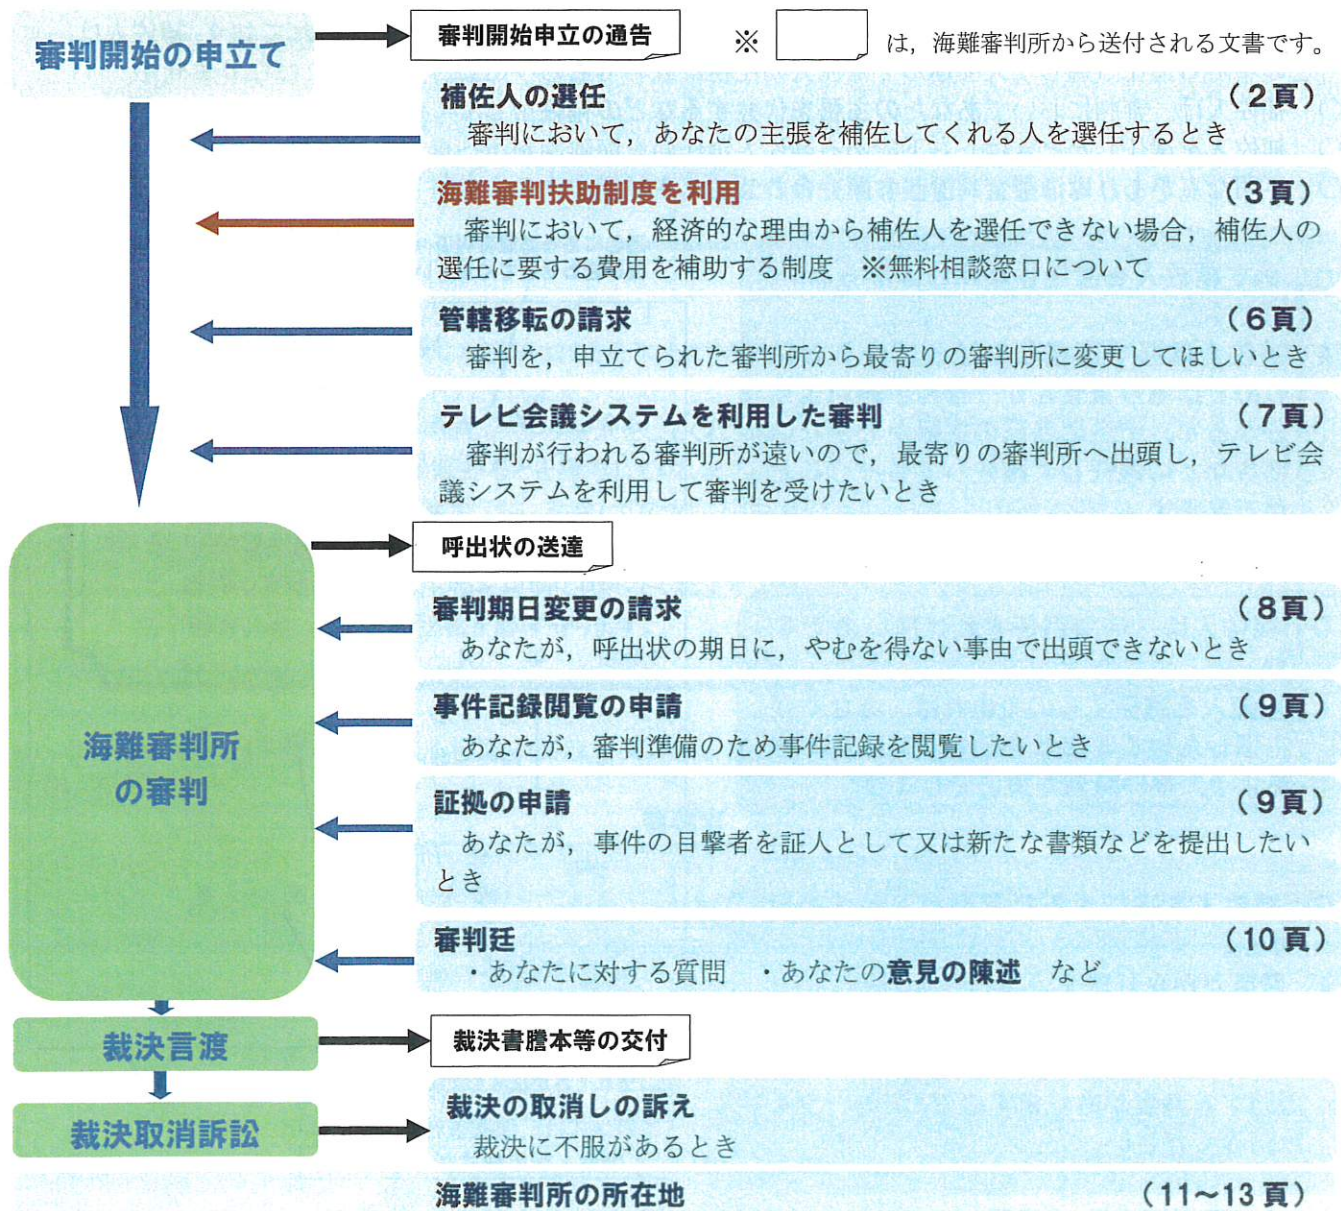 審判開始の申立て
審判開始申立の通告
※ は，海難審判所から送付される文書です。
補佐人の選任 （２頁）
審判において，あなたの主張を補佐してくれる人を選任するとき
海難審判扶助制度を利用 （３頁）
審判において，経済的な理由から補佐人を選任できない場合，補佐人の
選任に要する費用を補助する制度　※無料相談窓口について
管轄移転の請求 （６頁）
審判を，申立てられた審判所から最寄りの審判所に変更してほしいとき
テレビ会議システムを利用した審判 （７頁）
審判が行われる審判所が遠いので，最寄りの審判所へ出頭し，テレビ会
議システムを利用して審判を受けたいとき
呼出状の送達
海難審判所
の審判
審判期日変更の請求 （８頁）
あなたが，呼出状の期日に，やむを得ない事由で出頭できないとき
事件記録閲覧の申請 （９頁）
あなたが，審判準備のため事件記録を閲覧したいとき
証拠の申請 （９頁）
あなたが，事件の目撃者を証人として又は新たな書類などを提出したい
とき
審判廷 （10 頁）
・あなたに対する質問　・あなたの意見の陳述　など
裁決言渡
裁決書謄本等の交付
裁決取消訴訟
裁決の取消しの訴え
裁決に不服があるとき
海難審判所の所在地 （11～13 頁）